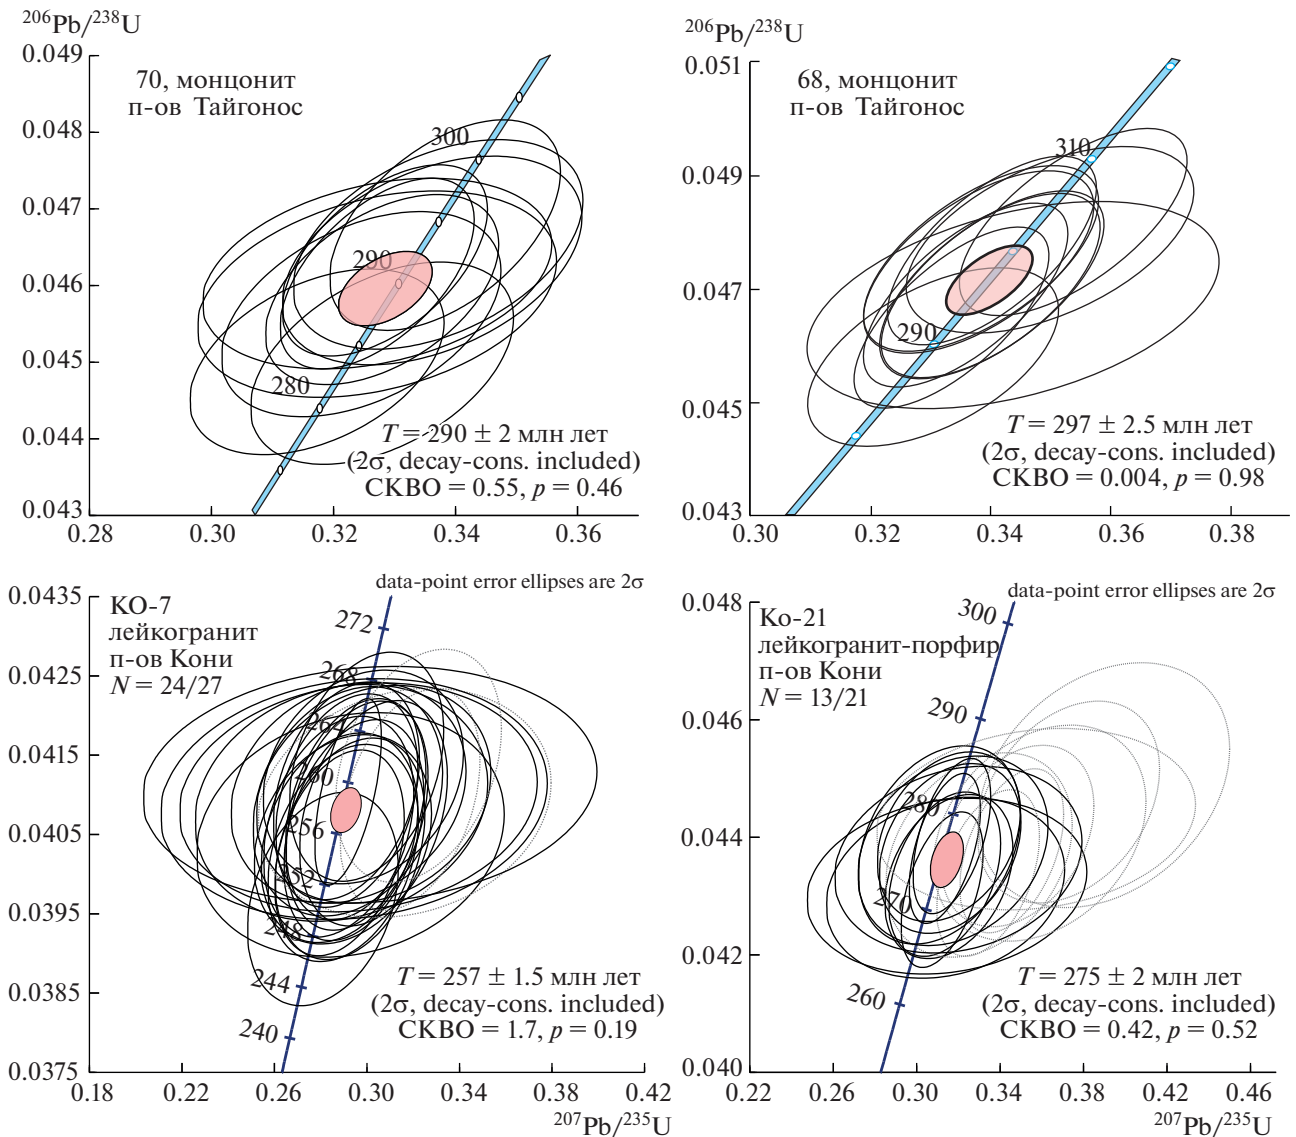 ²⁰⁶Pb/²³⁸U
0.049
0.048
0.047
0.046
0.045
0.044
0.043
0.28
0.30
0.32
0.34
0.36
70, монцонит
п-ов Тайгонос
300
290
280
T = 290 ± 2 млн лет
(2σ, decay-cons. included)
СКВО = 0.55, p = 0.46
²⁰⁶Pb/²³⁸U
0.051
0.049
0.047
0.045
0.043
0.30
0.32
0.34
0.36
0.38
68, монцонит
п-ов Тайгонос
310
290
T = 297 ± 2.5 млн лет
(2σ, decay-cons. included)
СКВО = 0.004, p = 0.98
data-point error ellipses are 2σ
0.0435
0.0425
0.0415
0.0405
0.0395
0.0385
0.0375
0.18
0.22
0.26
0.30
0.34
0.38
0.42
КО-7
лейкогранит
п-ов Кони
N = 24/27
272
268
264
260
256
252
248
244
240
T = 257 ± 1.5 млн лет
(2σ, decay-cons. included)
СКВО = 1.7, p = 0.19
²⁰⁷Pb/²³⁵U
data-point error ellipses are 2σ
0.048
0.046
0.044
0.042
0.040
0.22
0.26
0.30
0.34
0.38
0.42
0.46
Ко-21
лейкогранит-порфир
п-ов Кони
N = 13/21
300
290
280
270
260
T = 275 ± 2 млн лет
(2σ, decay-cons. included)
СКВО = 0.42, p = 0.52
²⁰⁷Pb/²³⁵U